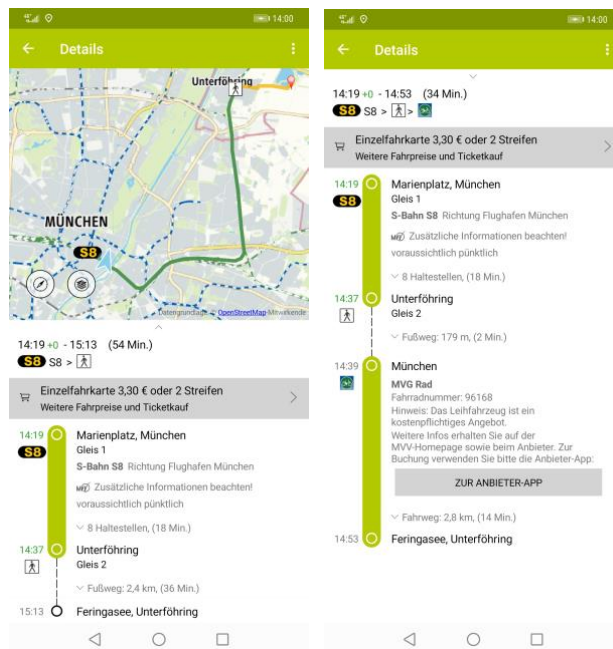 14:00
Details
Unterföhring
MÜNCHEN
S8
Datengrundlage © OpenStreetMap-Mitwirkende
14:19 +0 - 15:13 (54 Min.)
S8 S8 >
Einzelfahrkarte 3,30 € oder 2 Streifen
Weitere Fahrpreise und Ticketkauf
14:19 Marienplatz, München
S8 Gleis 1
S-Bahn S8 Richtung Flughafen München
Zusätzliche Informationen beachten!
voraussichtlich pünktlich
8 Haltestellen, (18 Min.)
14:37 Unterföhring
Gleis 2
Fußweg: 2,4 km, (36 Min.)
15:13 Feringasee, Unterföhring
14:00
Details
14:19 +0 - 14:53 (34 Min.)
S8 S8 > >
Einzelfahrkarte 3,30 € oder 2 Streifen
Weitere Fahrpreise und Ticketkauf
14:19 Marienplatz, München
S8 Gleis 1
S-Bahn S8 Richtung Flughafen München
Zusätzliche Informationen beachten!
voraussichtlich pünktlich
8 Haltestellen, (18 Min.)
14:37 Unterföhring
Gleis 2
Fußweg: 179 m, (2 Min.)
14:39 München
MVG Rad
Fahrradnummer: 96168
Hinweis: Das Leihfahrzeug ist ein
kostenpflichtiges Angebot.
Weitere Infos erhalten Sie auf der
MVV-Homepage sowie beim Anbieter. Zur
Buchung verwenden Sie bitte die Anbieter-App:
ZUR ANBIETER-APP
Fahrweg: 2,8 km, (14 Min.)
14:53 Feringasee, Unterföhring